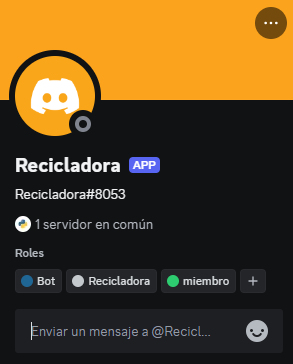 Recicladora APP
Recicladora#8053
1 servidor en común
Roles
Bot Recicladora miembro +
Enviar un mensaje a @Recicl...